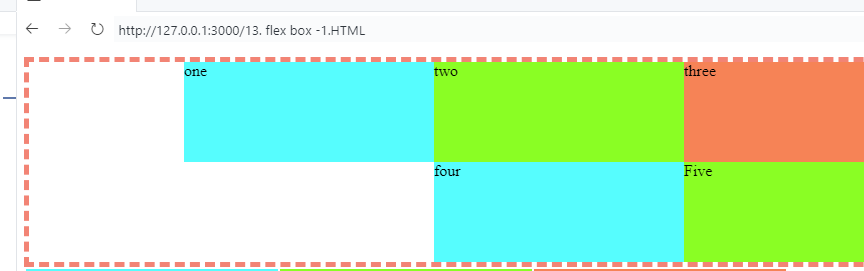 http://127.0.0.1:3000/13. flex box -1.HTML
one two three
four Five